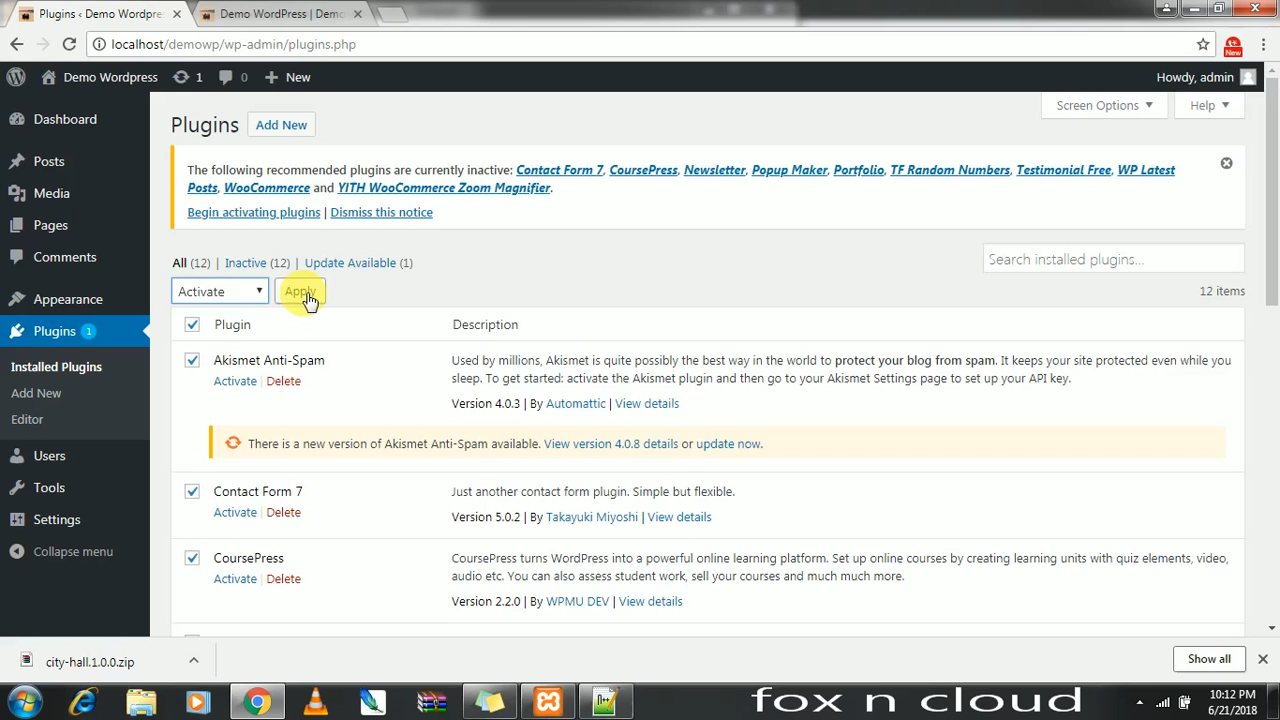 Plugins ‹ Demo Wordpre
Demo WordPress | Demo
localhost/demowp/wp-admin/plugins.php
New
Demo Wordpress
1
0
New
Howdy, admin
Dashboard
Posts
Media
Pages
Comments
Appearance
Plugins 1
Installed Plugins
Add New
Editor
Users
Tools
Settings
Collapse menu
Screen Options
Help
Plugins
Add New
The following recommended plugins are currently inactive: Contact Form 7, CoursePress, Newsletter, Popup Maker, Portfolio, TF Random Numbers, Testimonial Free, WP Latest
Posts, WooCommerce and YITH WooCommerce Zoom Magnifier.
Begin activating plugins | Dismiss this notice
All (12) | Inactive (12) | Update Available (1)
Search installed plugins...
Activate
Apply
12 items
Plugin
Description
Akismet Anti-Spam
Activate | Delete
Used by millions, Akismet is quite possibly the best way in the world to protect your blog from spam. It keeps your site protected even while you
sleep. To get started: activate the Akismet plugin and then go to your Akismet Settings page to set up your API key.
Version 4.0.3 | By Automattic | View details
There is a new version of Akismet Anti-Spam available. View version 4.0.8 details or update now.
Contact Form 7
Activate | Delete
Just another contact form plugin. Simple but flexible.
Version 5.0.2 | By Takayuki Miyoshi | View details
CoursePress
Activate | Delete
CoursePress turns WordPress into a powerful online learning platform. Set up online courses by creating learning units with quiz elements, video,
audio etc. You can also assess student work, sell your courses and much much more.
Version 2.2.0 | By WPMU DEV | View details
city-hall.1.0.0.zip
Show all
fox n cloud
10:12 PM
6/21/2018